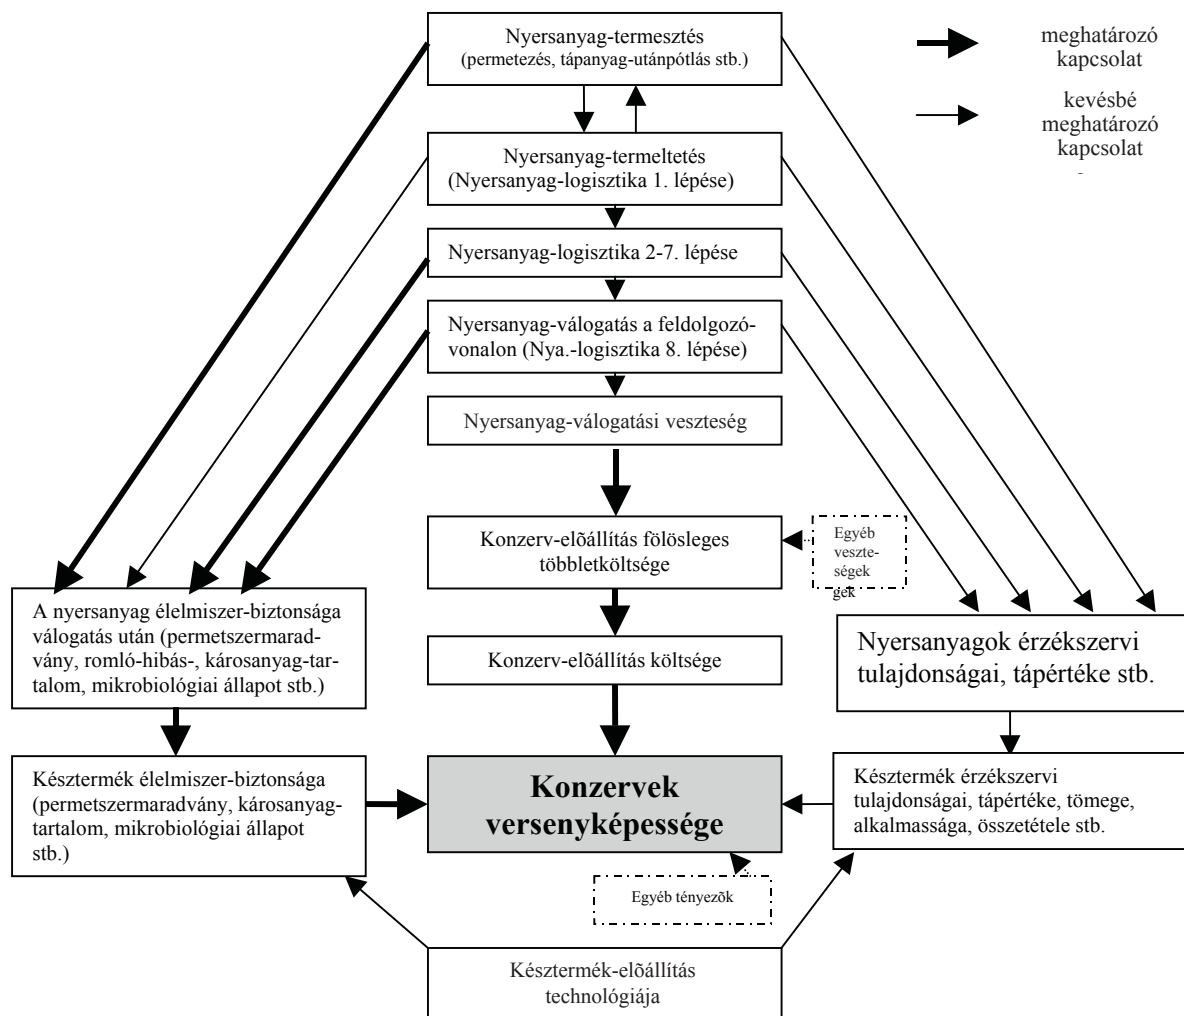 Nyersanyag-termesztés
(permetezés, tápanyag-utánpótlás stb.)
meghatározó
kapcsolat
kevésbé
meghatározó
kapcsolat
Nyersanyag-termeltetés
(Nyersanyag-logisztika 1. lépése)
Nyersanyag-logisztika 2-7. lépése
Nyersanyag-válogatás a feldolgozó-
vonalon (Nya.-logisztika 8. lépése)
Nyersanyag-válogatási veszteség
Konzerv-elõállítás fölösleges
többletköltsége
Egyéb
veszte-
ségek
gek
A nyersanyag élelmiszer-biztonsága
válogatás után (permetszermarad-
vány, romló-hibás-, károsanyag-tar-
talom, mikrobiológiai állapot stb.)
Konzerv-elõállítás költsége
Nyersanyagok érzékszervi
tulajdonságai, tápértéke stb.
Késztermék élelmiszer-biztonsága
(permetszermaradvány, károsanyag-
tartalom, mikrobiológiai állapot
stb.)
Konzervek
versenyképessége
Késztermék érzékszervi
tulajdonságai, tápértéke, tömege,
alkalmassága, összetétele stb.
Egyéb tényezõk
Késztermék-elõállítás
technológiája